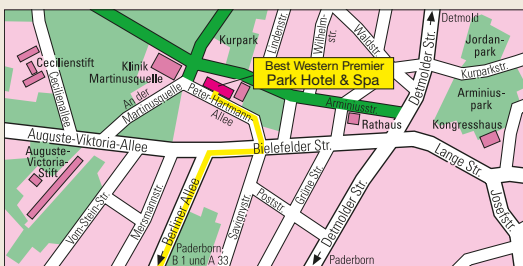 Detmold
Kurpark
Lindenstr.
Wilhelm-
str.
Waldstr.
Detmolder Str.
Jordan-
park
Cecilienstift
Cecilienallee
Klinik
Martinusquelle
Best Western Premier
Park Hotel & Spa
Kurparkstr.
An der
Martinusquelle
Peter-Hartmann-
Allee
Arminiusstr.
Arminius-
park
Rathaus
Kongresshaus
Auguste-Viktoria-Allee
Bielefelder Str.
Lange Str.
Auguste-
Victoria-
Stift
Vom-Stein-Str.
Mersmannstr.
Berliner Allee
Savignystr.
Poststr.
Grüne Str.
Detmolder Str.
Josefstr.
Paderborn
B 1 und A 33
Paderborn